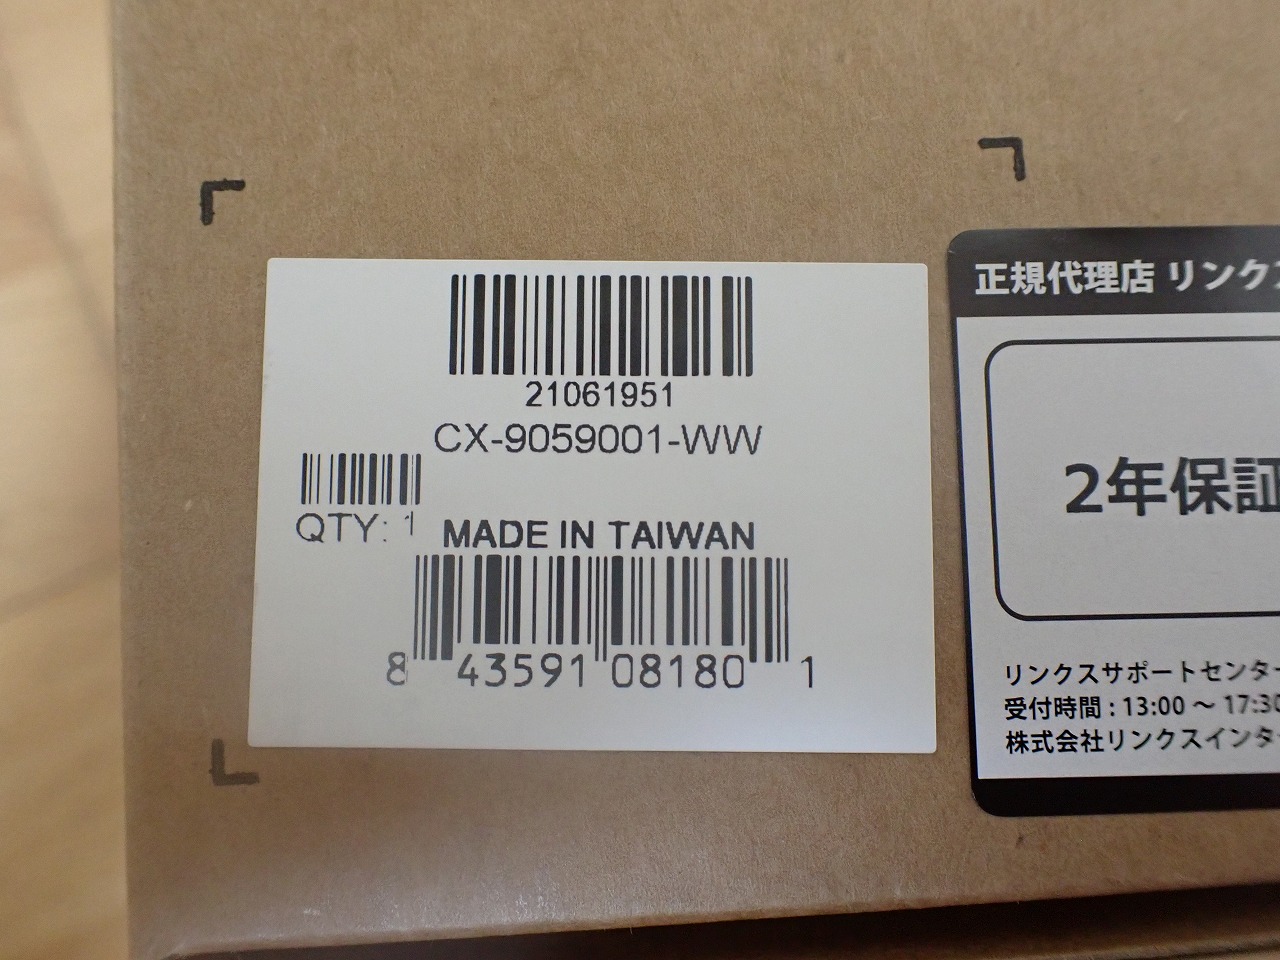 21061951
CX-9059001-WW
QTY: 1
MADE IN TAIWAN
8 43591 08180 1
正規代理店 リンク
2年保証
リンクスサポートセンター
受付時間 : 13:00 ～ 17:30
株式会社リンクスインター